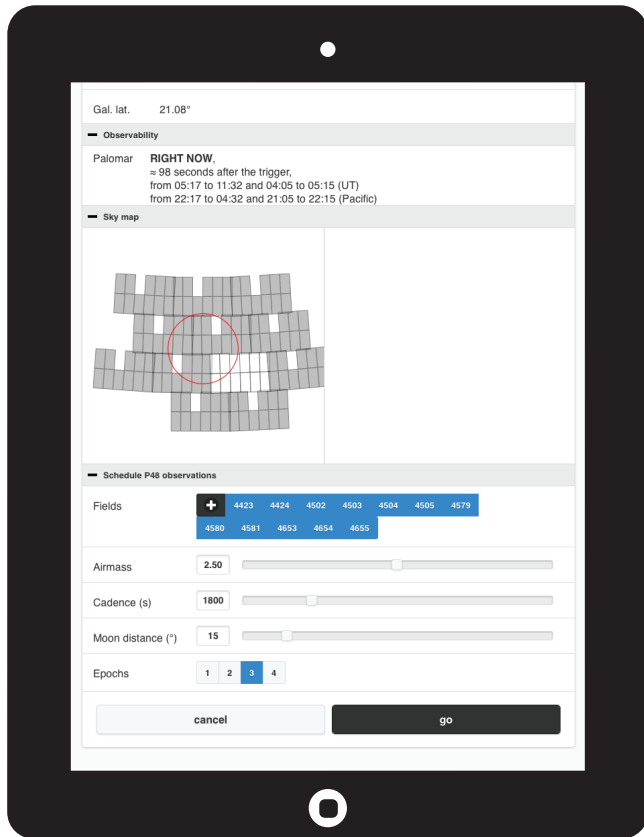 Gal. lat. 21.08°
Observability
Palomar RIGHT NOW,
≈ 98 seconds after the trigger,
from 05:17 to 11:32 and 04:05 to 05:15 (UT)
from 22:17 to 04:32 and 21:05 to 22:15 (Pacific)
Sky map
Schedule P48 observations
Fields 4423 4424 4502 4503 4504 4505 4579
4580 4581 4653 4654 4655
Airmass 2.50
Cadence (s) 1800
Moon distance (°) 15
Epochs 1 2 3 4
cancel go